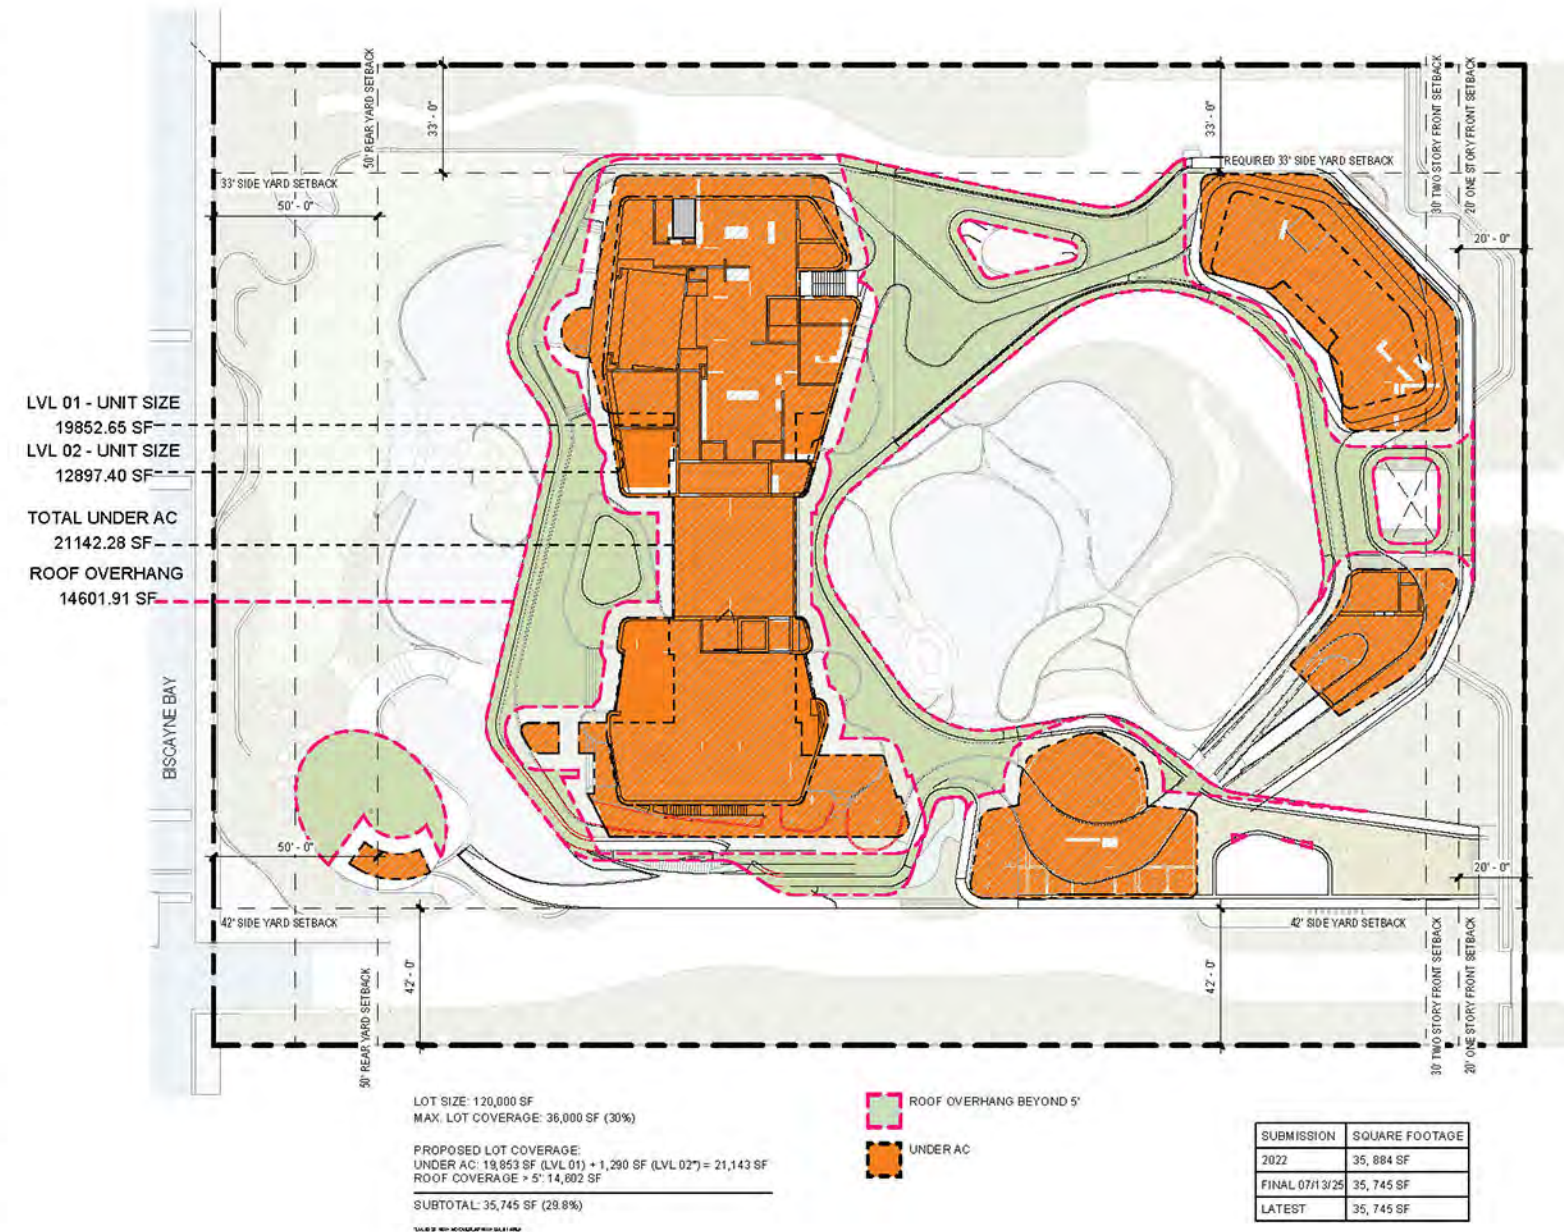 50' REAR YARD SETBACK
33' - 0"
33' - 0"
30' TWO STORY FRONT SETBACK
20' ONE STORY FRONT SETBACK
REQUIRED 33' SIDE YARD SETBACK
33' SIDE YARD SETBACK
50' - 0"
20' - 0"
LVL 01 - UNIT SIZE
19852.65 SF
LVL 02 - UNIT SIZE
12897.40 SF
TOTAL UNDER AC
21142.28 SF
ROOF OVERHANG
14601.91 SF
BISCAYNE BAY
50' - 0"
20' - 0"
42' SIDE YARD SETBACK
42' SIDE YARD SETBACK
50' REAR YARD SETBACK
42' - 0"
42' - 0"
30' TWO STORY FRONT SETBACK
20' ONE STORY FRONT SETBACK
LOT SIZE: 120,000 SF
MAX. LOT COVERAGE: 36,000 SF (30%)
PROPOSED LOT COVERAGE:
UNDER AC: 19,853 SF (LVL 01) + 1,290 SF (LVL 02*) = 21,143 SF
ROOF COVERAGE > 5': 14,602 SF
SUBTOTAL: 35,745 SF (29.8%)
ROOF OVERHANG BEYOND 5'
UNDER AC
SUBMISSION SQUARE FOOTAGE
2022 35, 884 SF
FINAL 07/13/25 35, 745 SF
LATEST 35, 745 SF